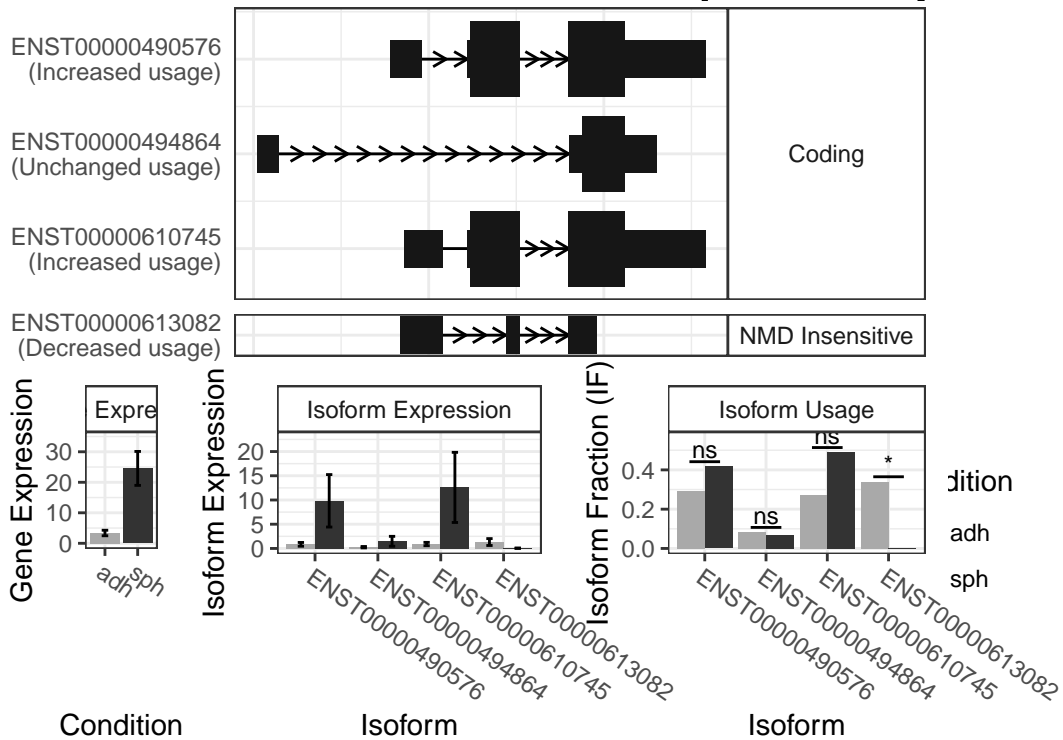 ENST00000490576
(Increased usage)
ENST00000494864
(Unchanged usage)
Coding
ENST00000610745
(Increased usage)
ENST00000613082
(Decreased usage)
NMD Insensitive
Expre
Gene Expression
30
20
10
0
adh
sph
Condition
Isoform Expression
Isoform Expression
20
15
10
5
0
ENST00000490576
ENST00000494864
ENST00000610745
ENST00000613082
Isoform
Isoform Usage
Isoform Fraction (IF)
0.4
0.2
0.0
ns
ns
ns
*
ENST00000490576
ENST00000494864
ENST00000610745
ENST00000613082
Isoform
dition
adh
sph